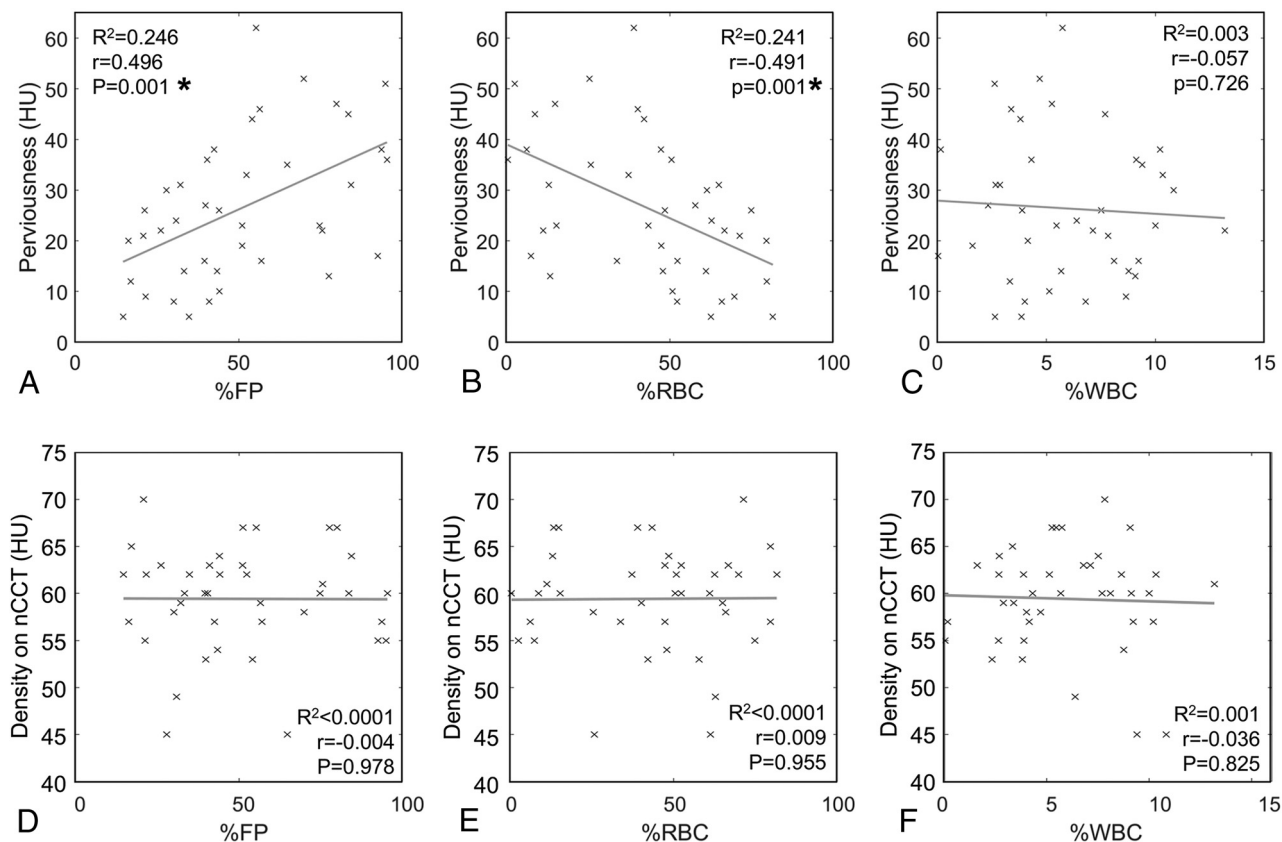 R²=0.246
r=0.496
P=0.001 *
Perviousness (HU)
60
50
40
30
20
10
0
0 50 100
%FP
A
R²=0.241
r=-0.491
p=0.001*
Perviousness (HU)
60
50
40
30
20
10
0
0 50 100
%RBC
B
R²=0.003
r=-0.057
p=0.726
Perviousness (HU)
60
50
40
30
20
10
0
0 5 10 15
%WBC
C
75
70
65
60
55
50
45
40
Density on nCCT (HU)
R²<0.0001
r=-0.004
P=0.978
0 50 100
%FP
D
75
70
65
60
55
50
45
40
Density on nCCT (HU)
R²<0.0001
r=0.009
P=0.955
0 50 100
%RBC
E
75
70
65
60
55
50
45
40
Density on nCCT (HU)
R²=0.001
r=-0.036
P=0.825
0 5 10 15
%WBC
F